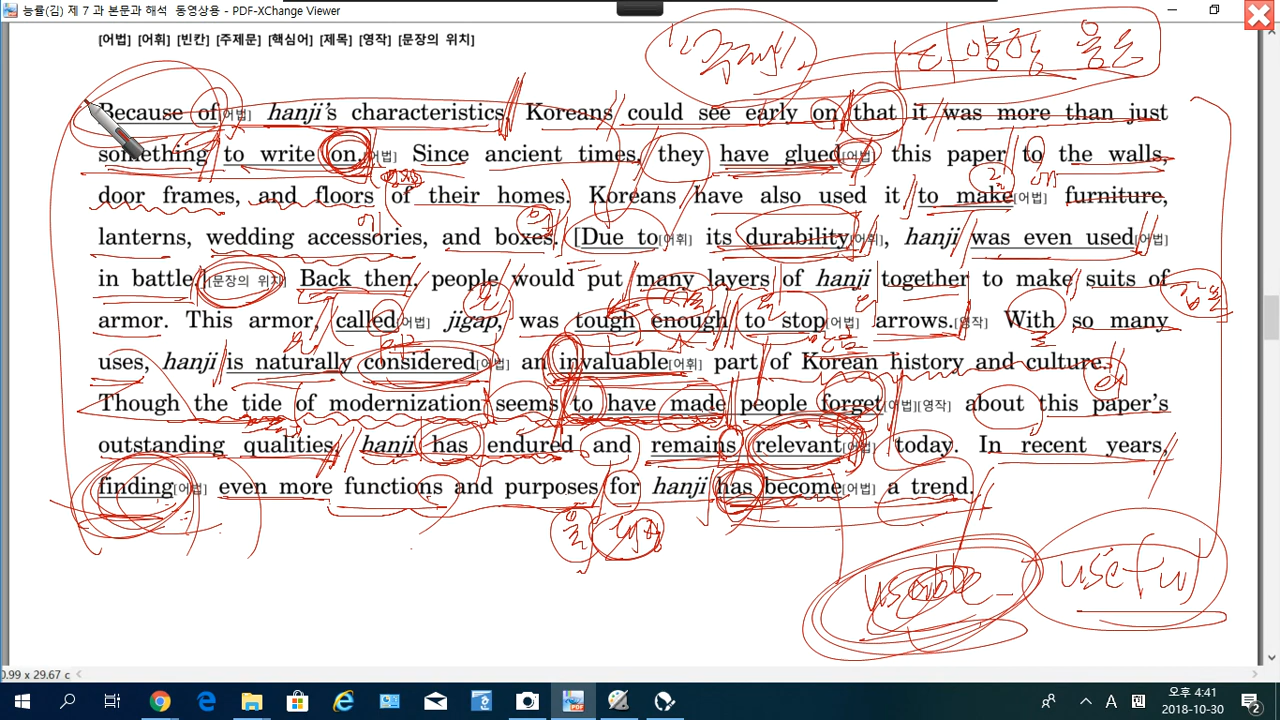 능률(김) 제 7 과 본문과 해석 동영상용 - PDF-XChange Viewer
[어법] [어휘] [빈칸] [주제문] [핵심어] [제목] [영작] [문장의 위치]
Because of[어법] hanji's characteristics, Koreans could see early on that it was more than just
something to write on.[어법] Since ancient times, they have glued[어법] this paper to the walls,
door frames, and floors of their homes. Koreans have also used it to make[어법] furniture,
lanterns, wedding accessories, and boxes. [Due to[어휘] its durability[어휘], hanji was even used[어법]
in battle.][문장의 위치] Back then, people would put many layers of hanji together to make suits of
armor. This armor, called[어법] jigap, was tough enough to stop[어법] arrows.[영작] With so many
uses, hanji is naturally considered[어법] an invaluable[어휘] part of Korean history and culture.
Though the tide of modernization seems to have made people forget[어법][영작] about this paper's
outstanding qualities, hanji has endured and remains relevant[어법] today. In recent years,
finding[어법] even more functions and purposes for hanji has become[어법] a trend.
usable
useful
0.99 x 29.67 c
A
오후 4:41
2018-10-30
2